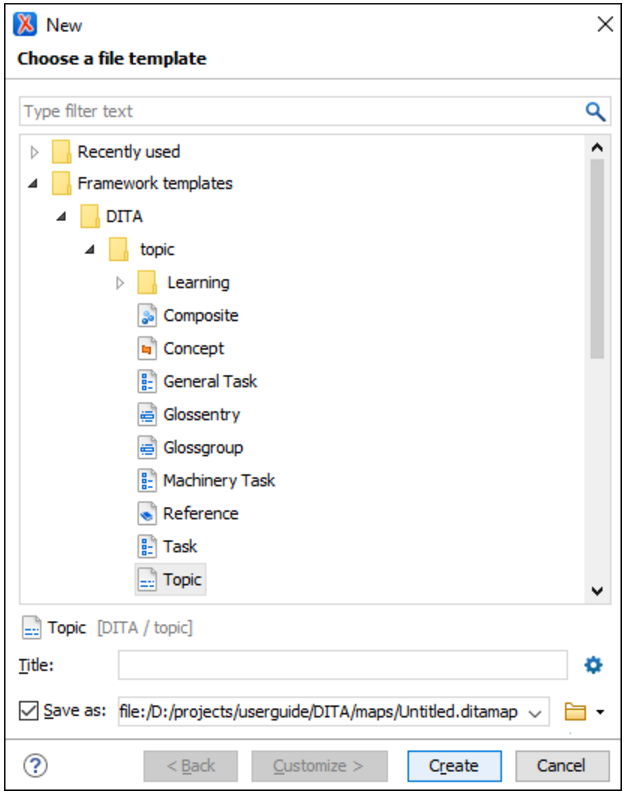 New
Choose a file template
Type filter text
Recently used
Framework templates
DITA
topic
Learning
Composite
Concept
General Task
Glossentry
Glossgroup
Machinery Task
Reference
Task
Topic
Topic [DITA / topic]
Title:
Save as: file:/D:/projects/userguide/DITA/maps/Untitled.ditamap
? < Back Customize > Create Cancel